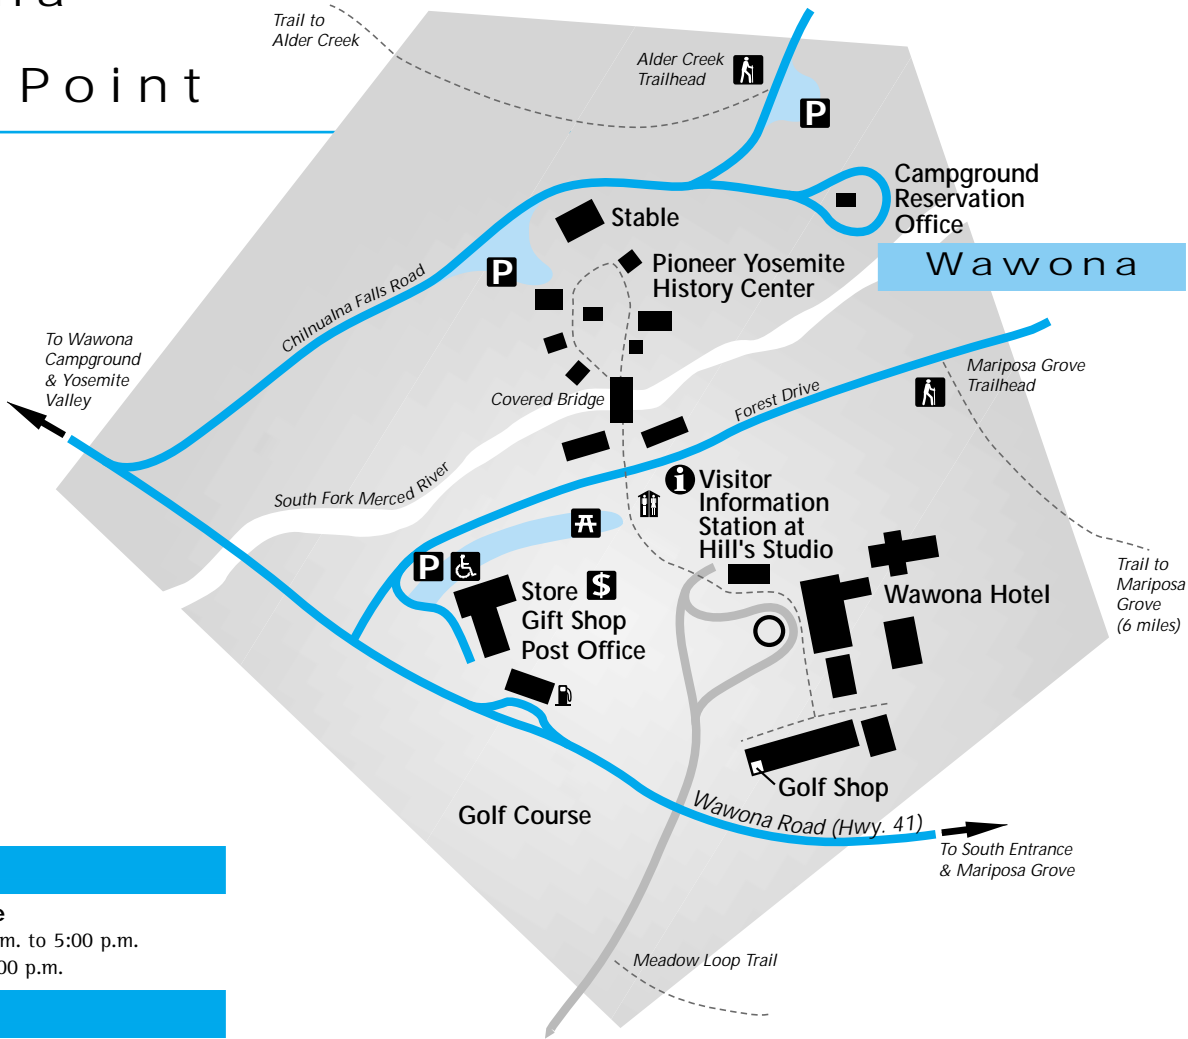 Point
Trail to
Alder Creek
Alder Creek
Trailhead
P
Campground
Reservation
Office
Wawona
Stable
Pioneer Yosemite
History Center
P
Chilnualna Falls Road
To Wawona
Campground
& Yosemite
Valley
Covered Bridge
Forest Drive
Mariposa Grove
Trailhead
South Fork Merced River
i Visitor
Information
Station at
Hill's Studio
P
Store $
Gift Shop
Post Office
Wawona Hotel
Trail to
Mariposa
Grove
(6 miles)
Golf Shop
Golf Course
Wawona Road (Hwy. 41)
To South Entrance
& Mariposa Grove
m. to 5:00 p.m.
00 p.m.
Meadow Loop Trail